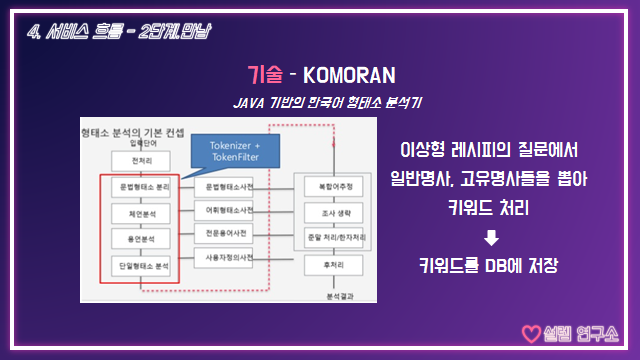 4. 서비스 흐름 - 2단계.만남
기술 - KOMORAN
JAVA 기반의 한국어 형태소 분석기
형태소 분석의 기본 컨셉
입력단어
전처리
문법형태소 분리
체언분석
용언분석
단일형태소 분석
Tokenizer +
TokenFilter
문법형태소사전
어휘형태소사전
전문용어사전
사용자정의사전
복합어추정
조사 생략
준말 처리/한자처리
후처리
분석결과
이상형 레시피의 질문에서
일반명사, 고유명사들을 뽑아
키워드 처리
키워드를 DB에 저장
설렘 연구소